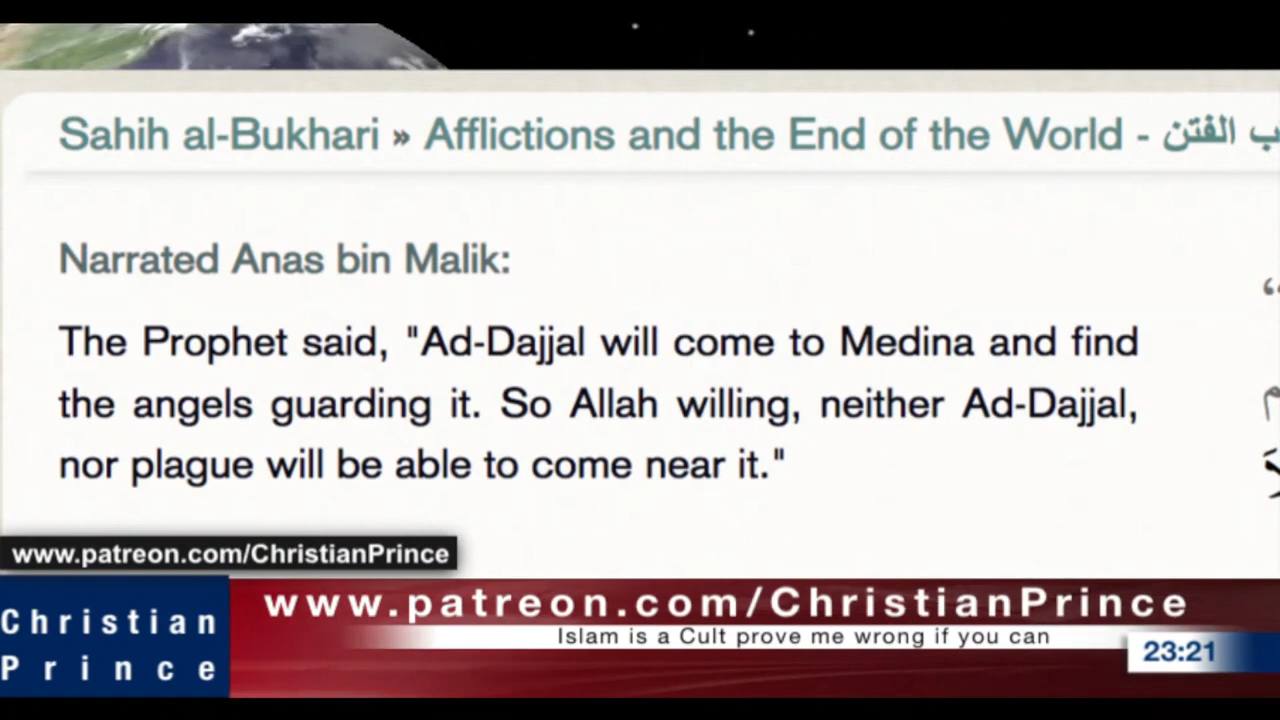 Sahih al-Bukhari » Afflictions and the End of the World - ب الفتن
Narrated Anas bin Malik:
The Prophet said, "Ad-Dajjal will come to Medina and find
the angels guarding it. So Allah willing, neither Ad-Dajjal,
nor plague will be able to come near it."
www.patreon.com/ChristianPrince
Christian
Prince
www.patreon.com/ChristianPrince
Islam is a Cult prove me wrong if you can
23:21